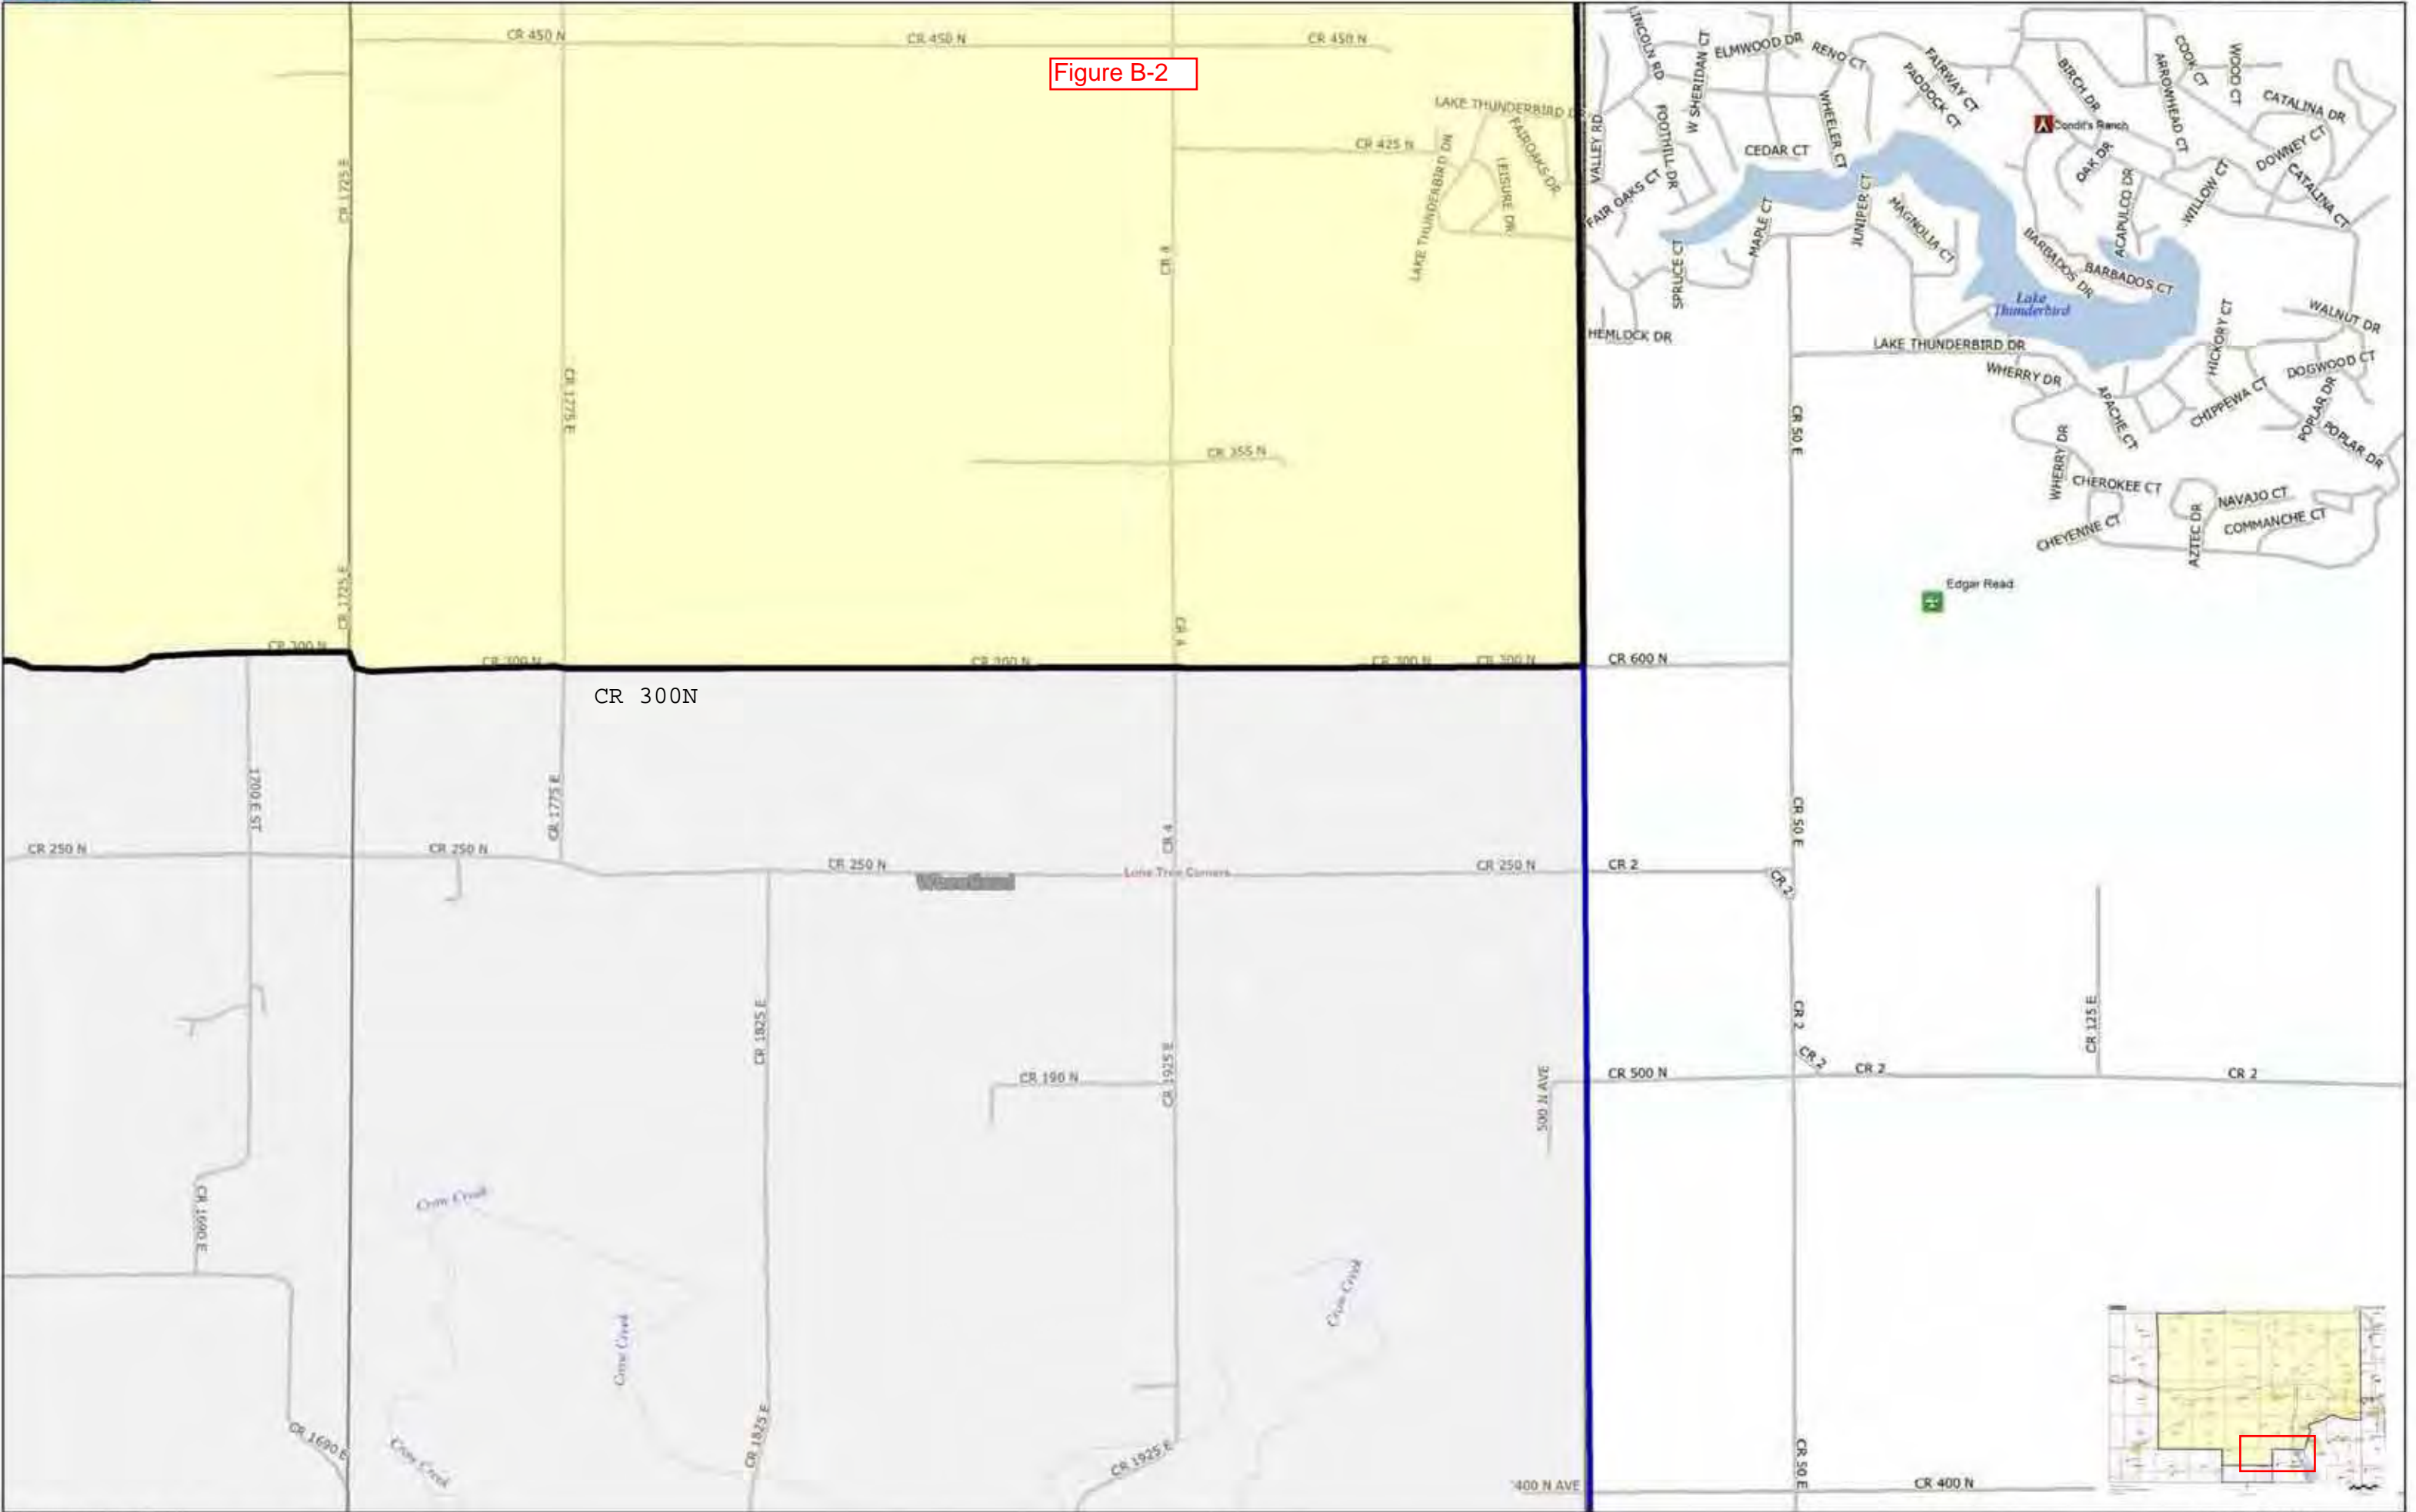 CR 450 N
CR 450 N
CR 450 N
Figure B-2
LAKE THUNDERBIRD D
CR 425 N
LAKE THUNDERBIRD DR
FAIROAKS DR
LEISURE DR
CR 1725 E
CR 4
CR 1275 E
CR 355 N
CR 1725 E
CR 4
CR 300 N
CR 300 N
CR 300 N
CR 300 N
CR 300 N
CR 300N
LINCOLN RD
W SHERIDAN CT
ELMWOOD DR
RENO CT
FAIRWAY CT
PADDOCK CT
BIRCH DR
COOK CT
ARROWHEAD CT
WOOD CT
CATALINA DR
VALLEY RD
FOOTHILL DR
WHEELER CT
Condit's Ranch
CEDAR CT
OAK DR
DOWNEY CT
FAIR OAKS CT
ACAPULCO DR
WILLOW CT
CATALINA CT
MAPLE CT
JUNIPER CT
MAGNOLIA CT
SPRUCE CT
BARBADOS DR
BARBADOS CT
Lake
Thunderbird
HICKORY CT
WALNUT DR
HEMLOCK DR
LAKE THUNDERBIRD DR
WHERRY DR
DOGWOOD CT
APACHE CT
CHIPPEWA CT
POPLAR DR
POPLAR DR
CR 50 E
WHERRY DR
CHEROKEE CT
NAVAJO CT
COMMANCHE CT
CHEYENNE CT
AZTEC DR
Edgar Read
CR 600 N
1700 E ST
CR 1775 E
CR 4
CR 50 E
CR 250 N
CR 250 N
CR 250 N
Lone Tree Corners
CR 250 N
CR 2
CR 2
CR 1825 E
CR 190 N
CR 1925 E
500 N AVE
CR 500 N
CR 2
CR 2
CR 2
CR 125 E
CR 2
CR 1690 E
Crow Creek
Crow Creek
Crow Creek
Crow Creek
CR 1690 E
CR 1825 E
CR 1925 E
400 N AVE
CR 50 E
CR 400 N